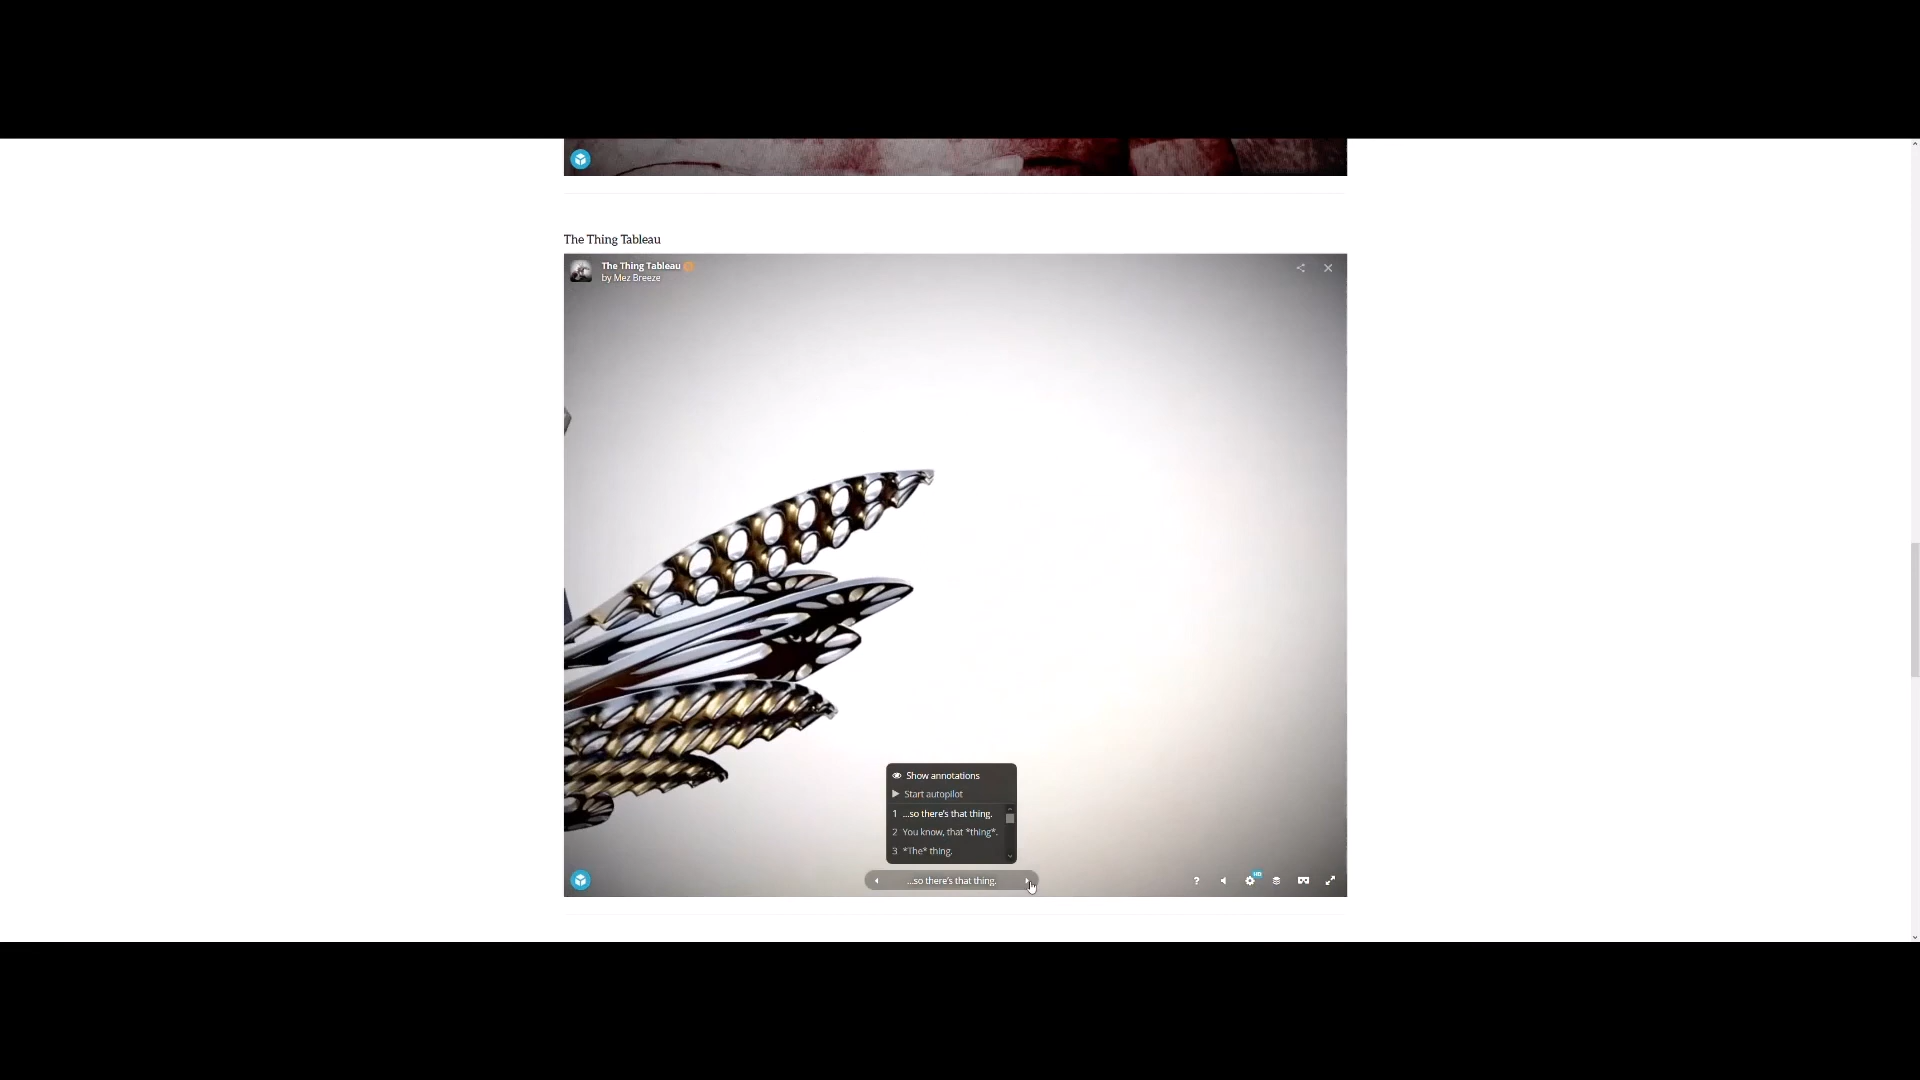 The Thing Tableau
The Thing Tableau
by Mez Breeze
Show annotations
Start autopilot
1 ...so there's that thing.
2 You know, that *thing*.
3 *The* thing.
...so there's that thing.
?
HD